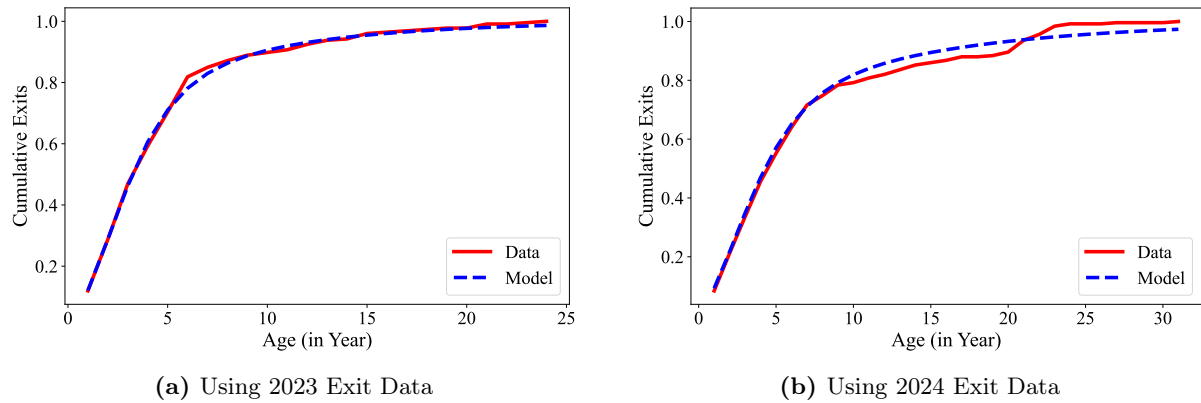 1.0
0.8
0.6
0.4
0.2
Cumulative Exits
0 5 10 15 20 25
Age (in Year)
Data
Model
(a) Using 2023 Exit Data
1.0
0.8
0.6
0.4
0.2
Cumulative Exits
0 5 10 15 20 25 30
Age (in Year)
Data
Model
(b) Using 2024 Exit Data